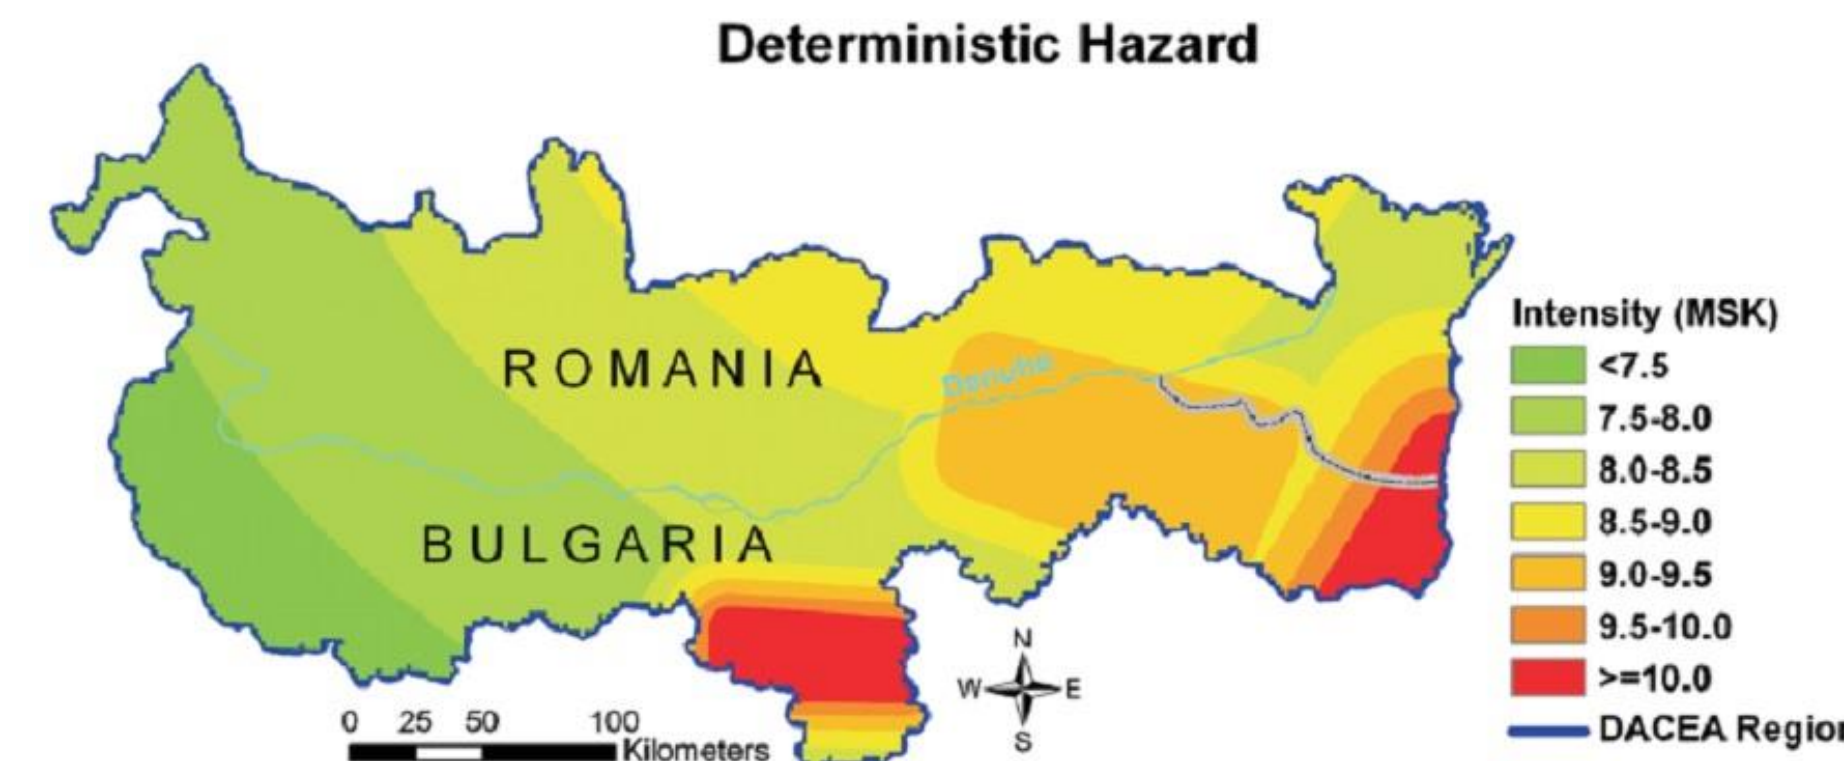 Deterministic Hazard
ROMANIA
Danube
BULGARIA
N
W E
S
0 25 50 100
Kilometers
Intensity (MSK)
<7.5
7.5-8.0
8.0-8.5
8.5-9.0
9.0-9.5
9.5-10.0
>=10.0
DACEA Region